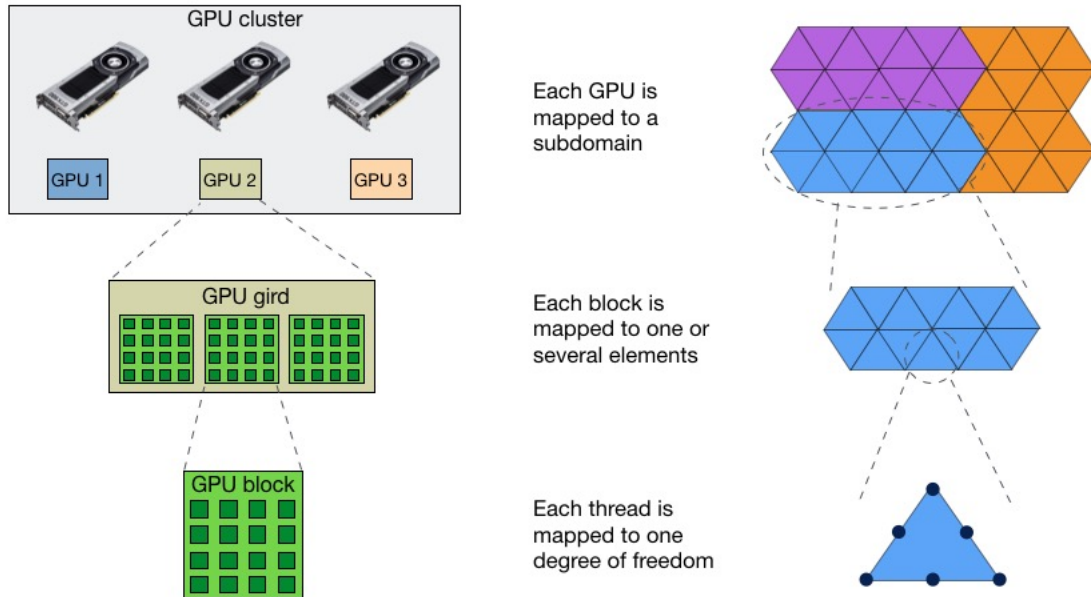 GPU cluster
GPU 1
GPU 2
GPU 3
Each GPU is
mapped to a
subdomain
GPU gird
Each block is
mapped to one or
several elements
GPU block
Each thread is
mapped to one
degree of freedom